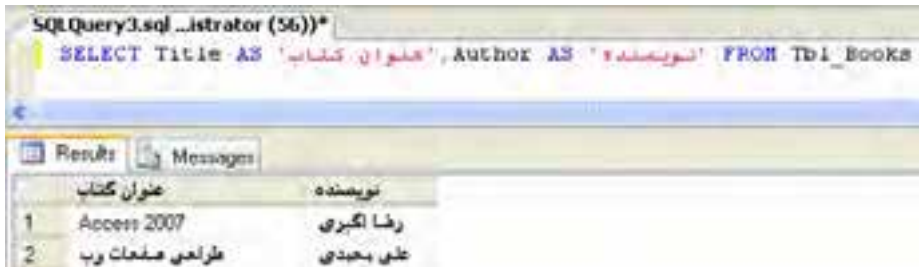 SQLQuery3.sql ...istrator (56))*
SELECT Title AS 'عنوان کتاب',Author AS 'نویسنده' FROM Tbl_Books
Results Messages
عنوان کتاب نویسنده
1 Access 2007 رضا اکبری
2 طراحی صفحات وب علی